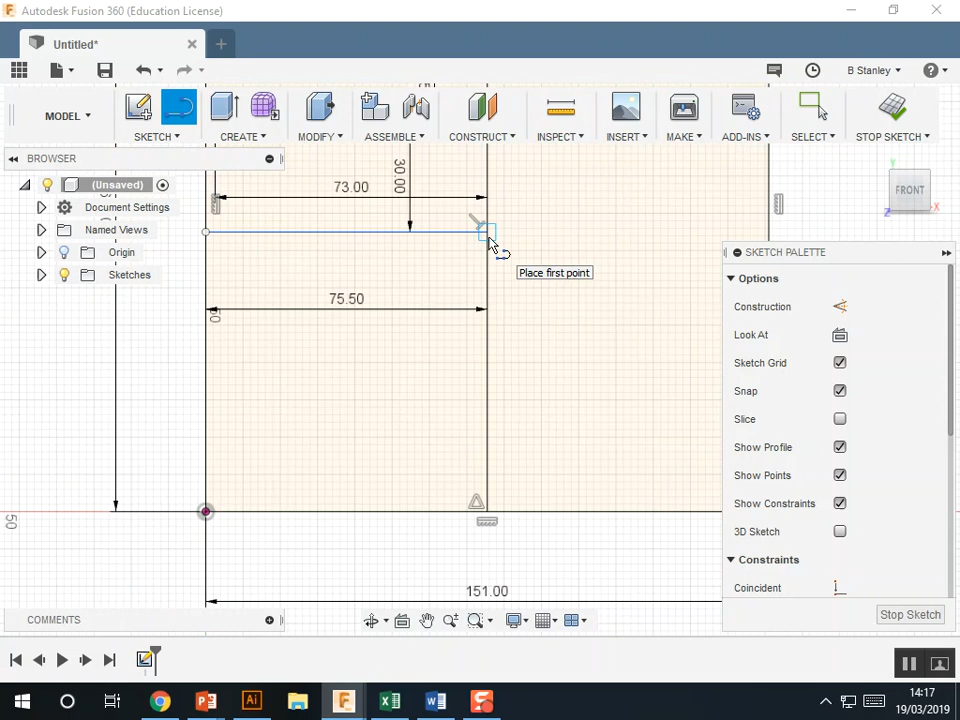 Autodesk Fusion 360 (Education License)
Untitled*
B Stanley
MODEL
SKETCH
CREATE
MODIFY
ASSEMBLE
CONSTRUCT
INSPECT
INSERT
MAKE
ADD-INS
SELECT
STOP SKETCH
BROWSER
(Unsaved)
Document Settings
Named Views
Origin
Sketches
30.00
73.00
75.50
50
151.00
50
Place first point
FRONT
X
Y
Z
SKETCH PALETTE
Options
Construction
Look At
Sketch Grid
Snap
Slice
Show Profile
Show Points
Show Constraints
3D Sketch
Constraints
Coincident
Stop Sketch
COMMENTS
Ai
14:17
19/03/2019